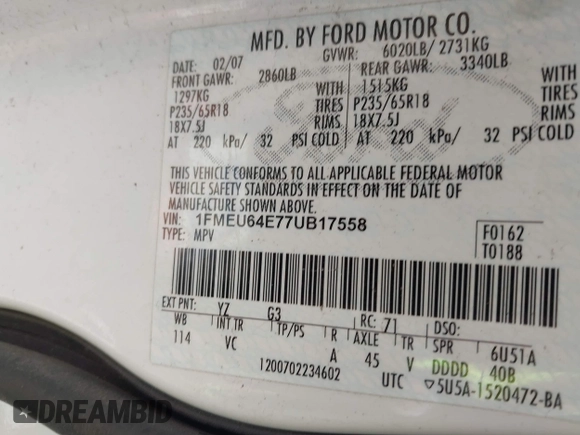 MFD. BY FORD MOTOR CO.
DATE: 02/07 GVWR: 6020LB/ 2731KG
FRONT GAWR: 2860LB REAR GAWR: 3340LB
1297KG WITH 1515KG WITH
P235/65R18 TIRES P235/65R18 TIRES
18X7.5J RIMS 18X7.5J RIMS
AT 220 kPa/ 32 PSI COLD AT 220 kPa/ 32 PSI COLD
THIS VEHICLE CONFORMS TO ALL APPLICABLE FEDERAL MOTOR
VEHICLE SAFETY STANDARDS IN EFFECT ON THE DATE OF
MANUFACTURE SHOWN ABOVE.
VIN: 1FMEU64E77UB17558 F0162
TYPE: MPV T0188
EXT PNT: YZ G3 RC: 71 DSO:
WB INT TR TP/PS R AXLE TR SPR 6U51A
114 VC A 45 V DDDD 40B
1200702234602 UTC ▽5U5A-1520472-BA
DREAMBID